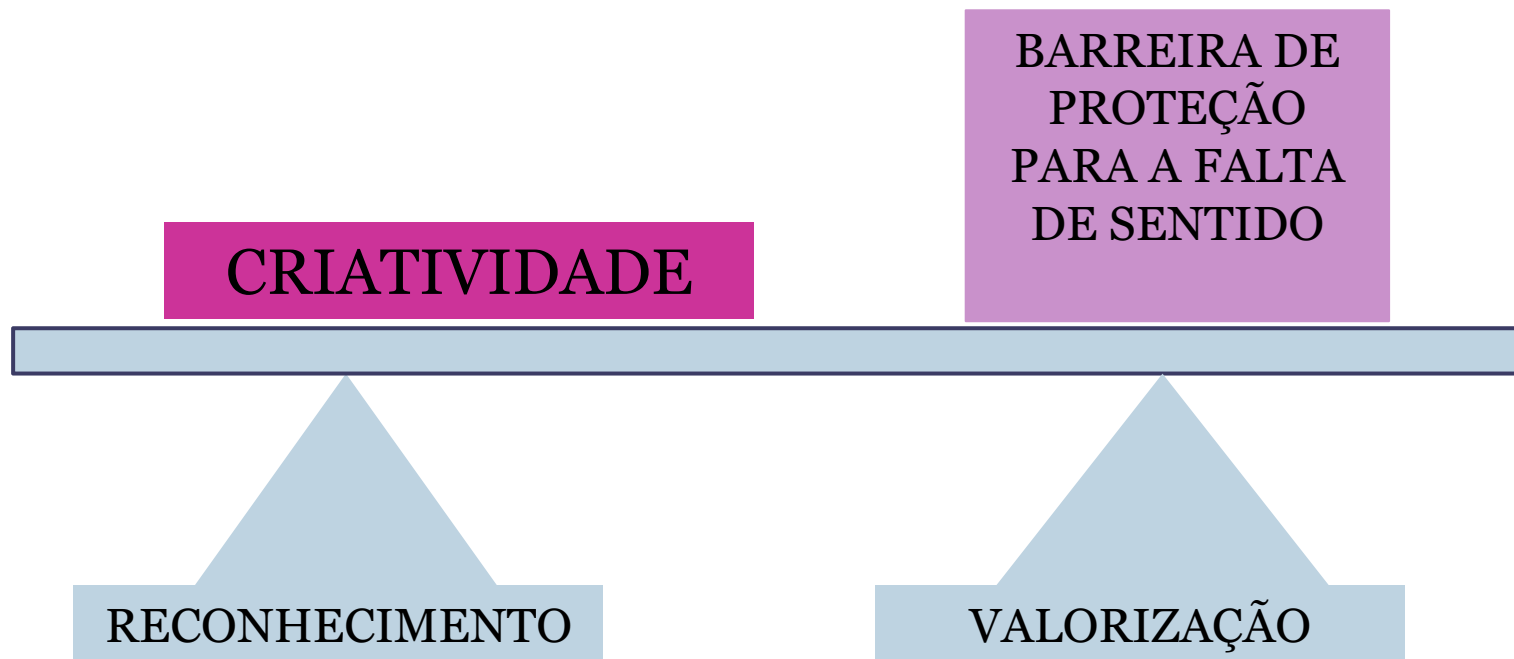 BARREIRA DE
PROTEÇÃO
PARA A FALTA
DE SENTIDO
CRIATIVIDADE
RECONHECIMENTO
VALORIZAÇÃO